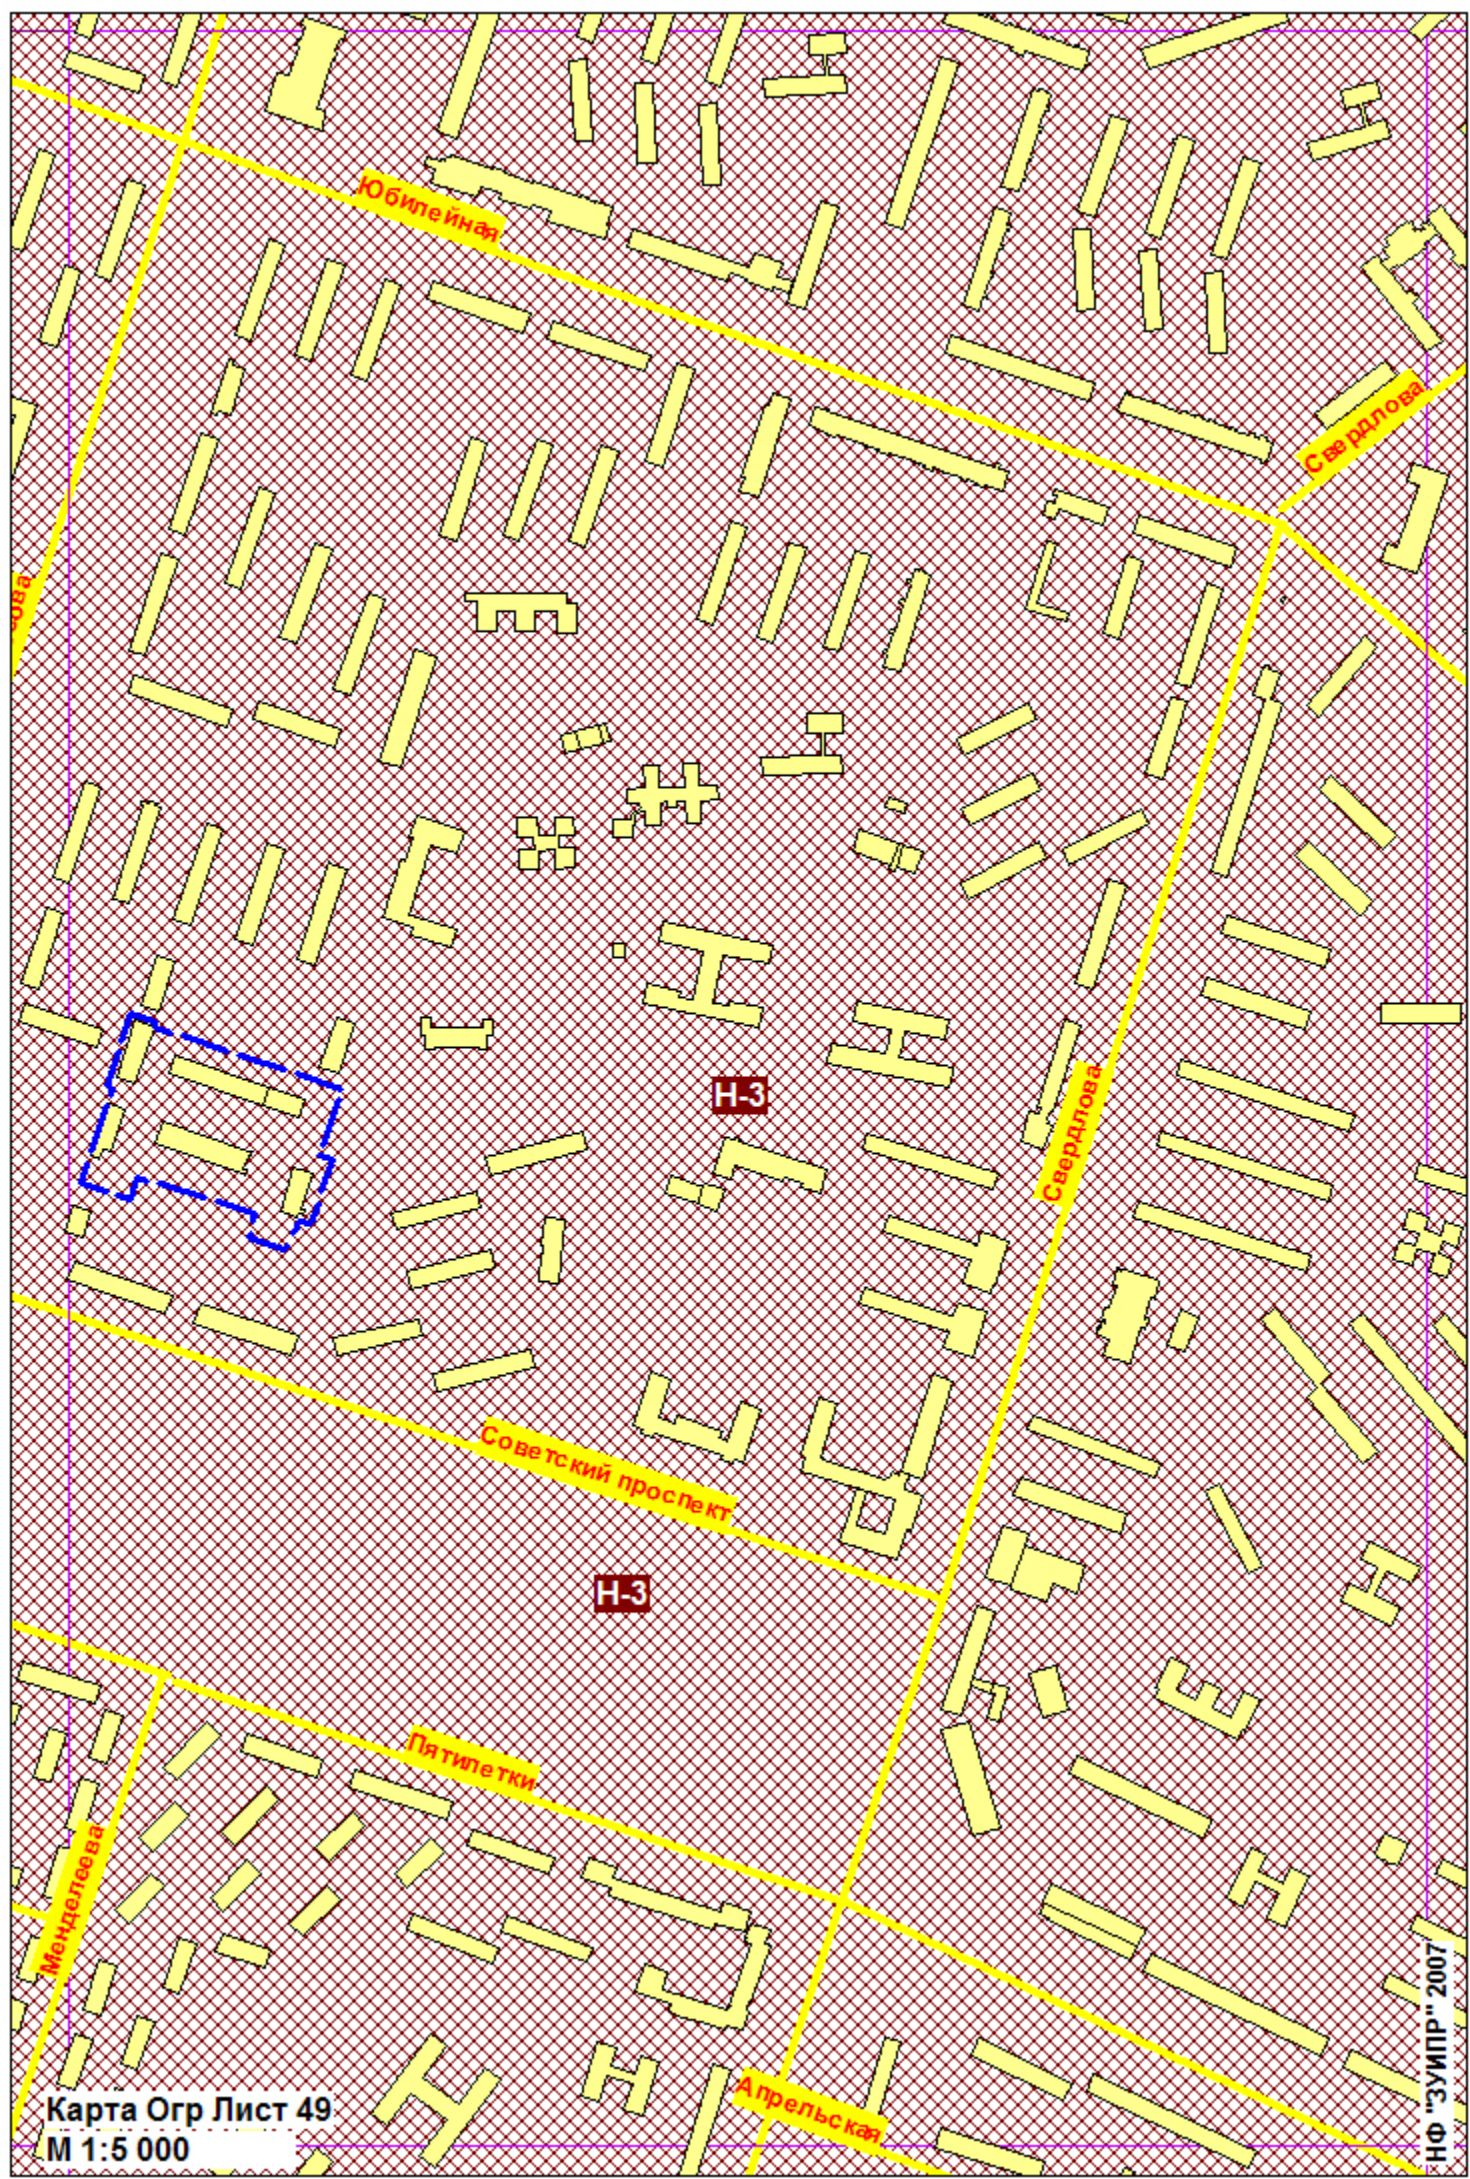 Юбилейная
Свердлова
ова
Н-3
Свердлова
Советский проспект
Н-3
Пятилетки
Менделеева
Апрельская
Карта Огр Лист 49
М 1:5 000
НФ "ЗУИПР" 2007